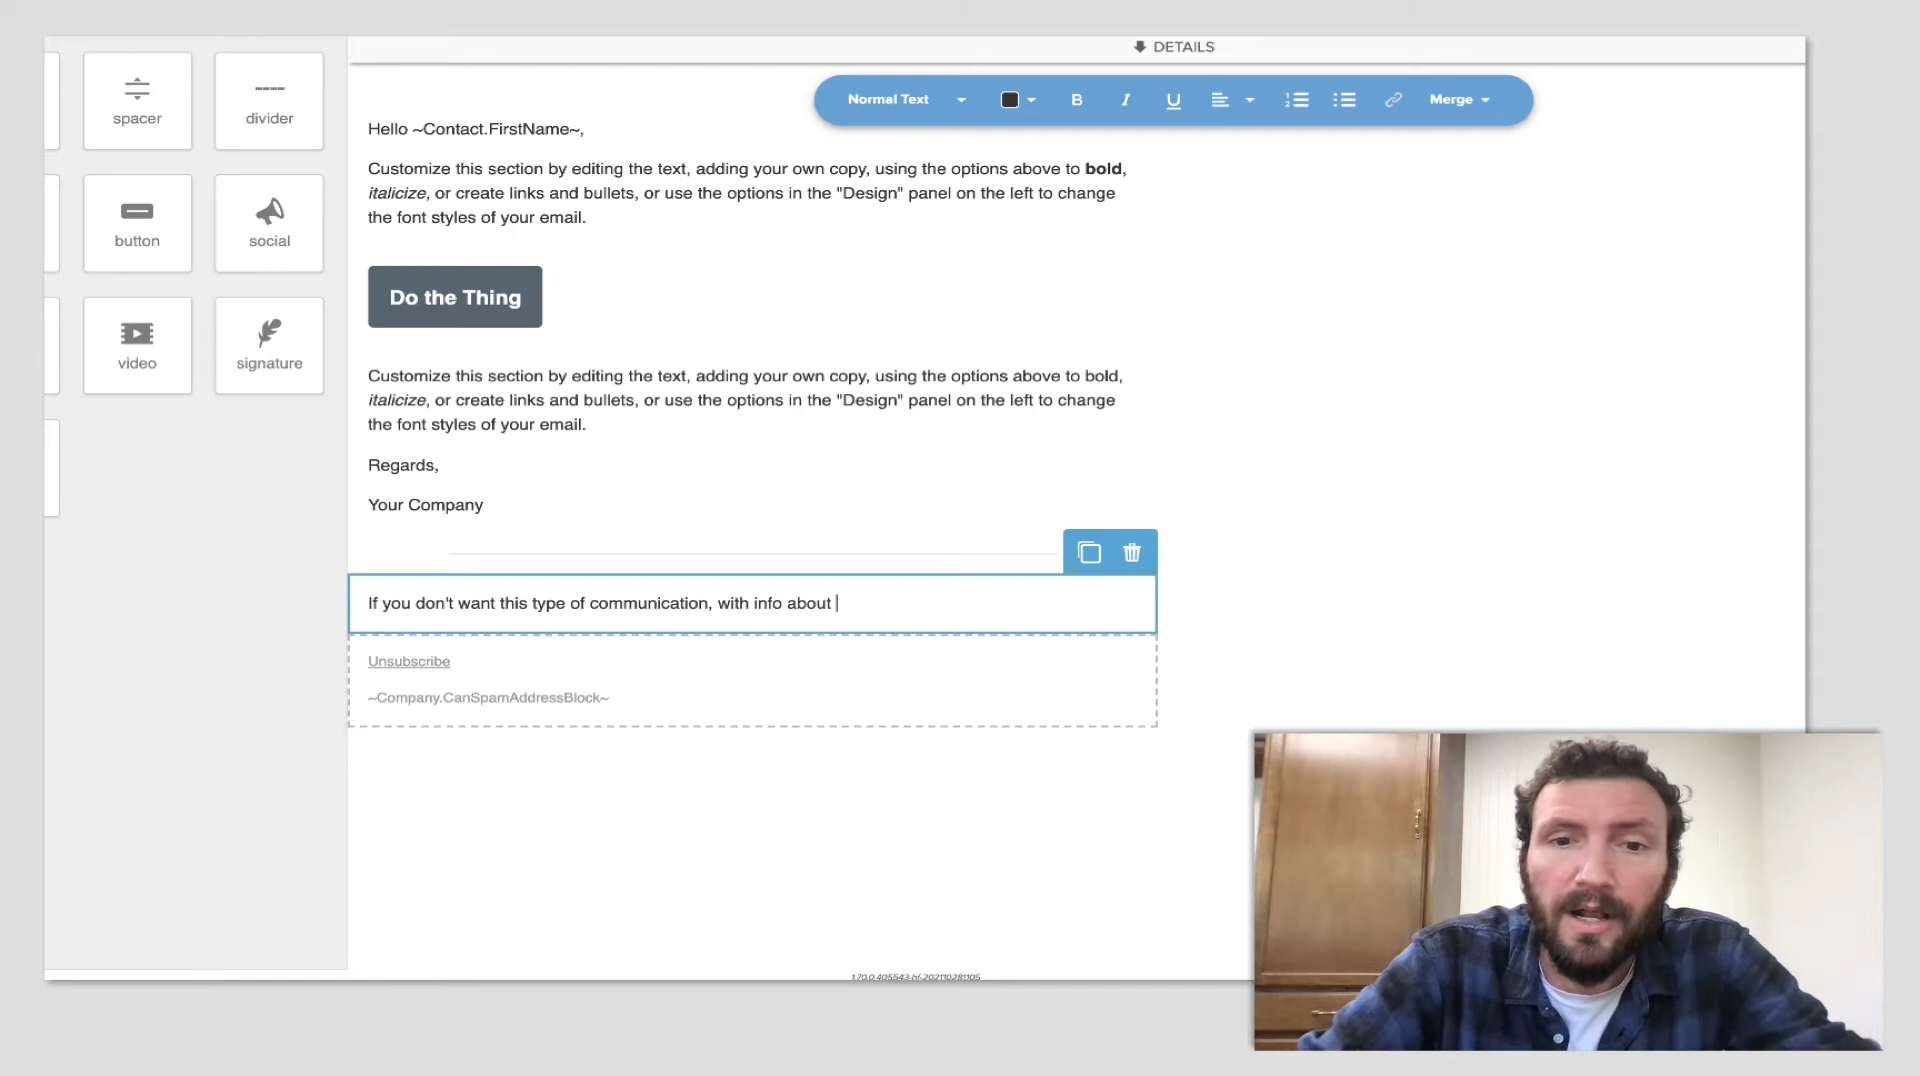 DETAILS
spacer
divider
Normal Text
B
I
U
Merge
Hello ~Contact.FirstName~,
Customize this section by editing the text, adding your own copy, using the options above to bold,
italicize, or create links and bullets, or use the options in the "Design" panel on the left to change
the font styles of your email.
button
social
Do the Thing
video
signature
Customize this section by editing the text, adding your own copy, using the options above to bold,
italicize, or create links and bullets, or use the options in the "Design" panel on the left to change
the font styles of your email.
Regards,
Your Company
If you don't want this type of communication, with info about
Unsubscribe
~Company.CanSpamAddressBlock~
1.70.0.405543-hf-202110281105